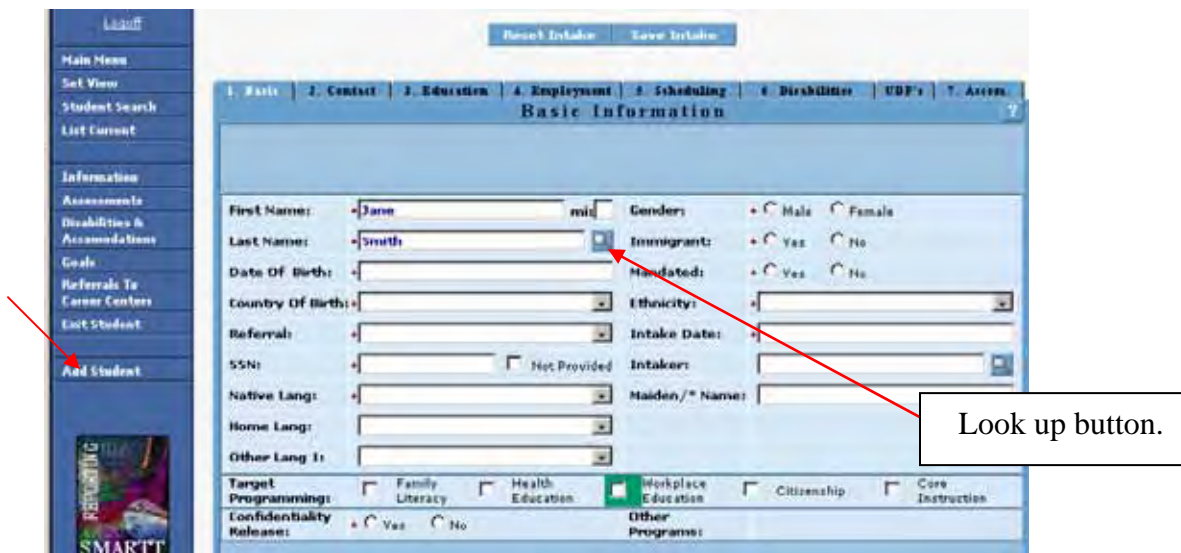 Logoff
Reset Intake Save Intake
Main Menu
Set View
Student Search
List Current
Information
Assessments
Disabilities &
Accomodations
Goals
Referrals To
Career Centers
Exit Student
Add Student
REPORTING
SMARTT
1. Basic 2. Contact 3. Education 4. Employment 5. Scheduling 6. Disabilities UDF's 7. Accom.
Basic Information ?
First Name: *Jane mi: Gender: * Male Female
Last Name: *Smith Immigrant: * Yes No
Date Of Birth: * Mandated: * Yes No
Country Of Birth: * Ethnicity: *
Referral: * Intake Date: *
SSN: * Not Provided Intaker:
Native Lang: * Maiden/* Name:
Home Lang:
Other Lang 1:
Target Programming: Family Literacy Health Education Workplace Education Citizenship Core Instruction
Confidentiality Release: * Yes No Other Programs:
Look up button.